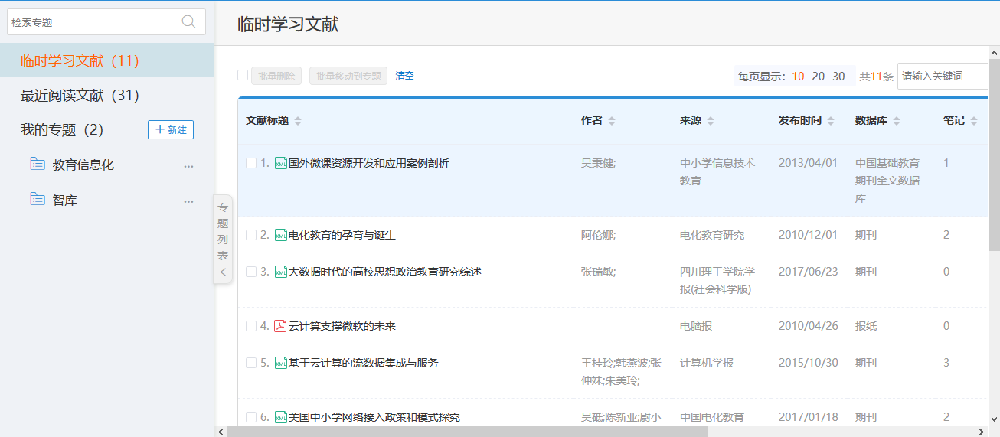 检索专题
临时学习文献（11）
最近阅读文献（31）
我的专题（2）
新建
教育信息化
...
智库
...
专
题
列
表
<
临时学习文献
批量删除 批量移动到专题 清空
每页显示：10 20 30 共11条 请输入关键词
文献标题 作者 来源 发布时间 数据库 笔记
1. 国外微课资源开发和应用案例剖析 吴秉健; 中小学信息技术 2013/04/01 中国基础教育 1
教育 期刊全文数据
库
2. 电化教育的孕育与诞生 阿伦娜; 电化教育研究 2010/12/01 期刊 2
3. 大数据时代的高校思想政治教育研究综述 张瑞敏; 四川理工学院学 2017/06/23 期刊 0
报(社会科学版)
4. 云计算支撑微软的未来 电脑报 2010/04/26 报纸 0
5. 基于云计算的流数据集成与服务 王桂玲;韩燕波;张 计算机学报 2015/10/30 期刊 3
仲妹;朱美玲;
6. 美国中小学网络接入政策和模式探究 吴砥;陈新亚;尉小 中国电化教育 2017/01/18 期刊 2